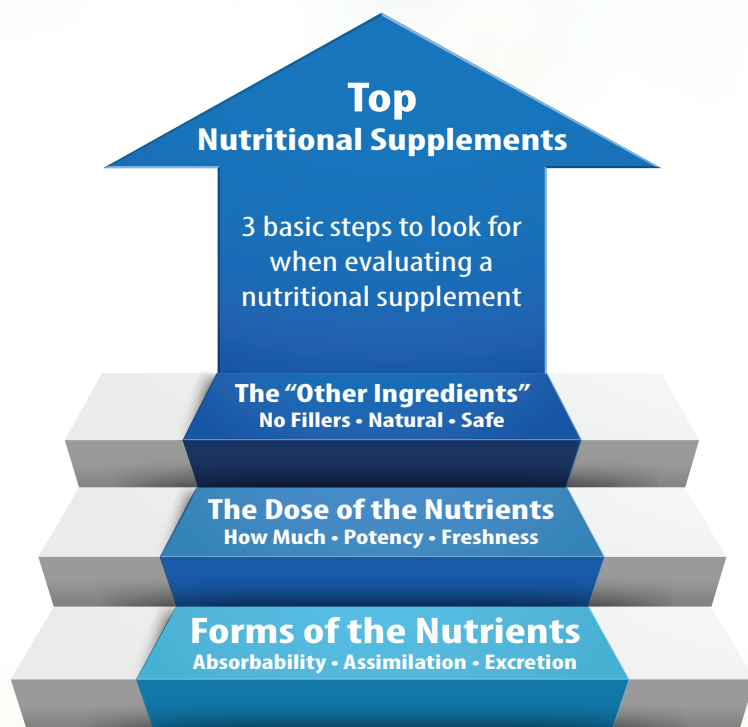 Top
Nutritional Supplements
3 basic steps to look for
when evaluating a
nutritional supplement
The “Other Ingredients”
No Fillers • Natural • Safe
The Dose of the Nutrients
How Much • Potency • Freshness
Forms of the Nutrients
Absorbability • Assimilation • Excretion